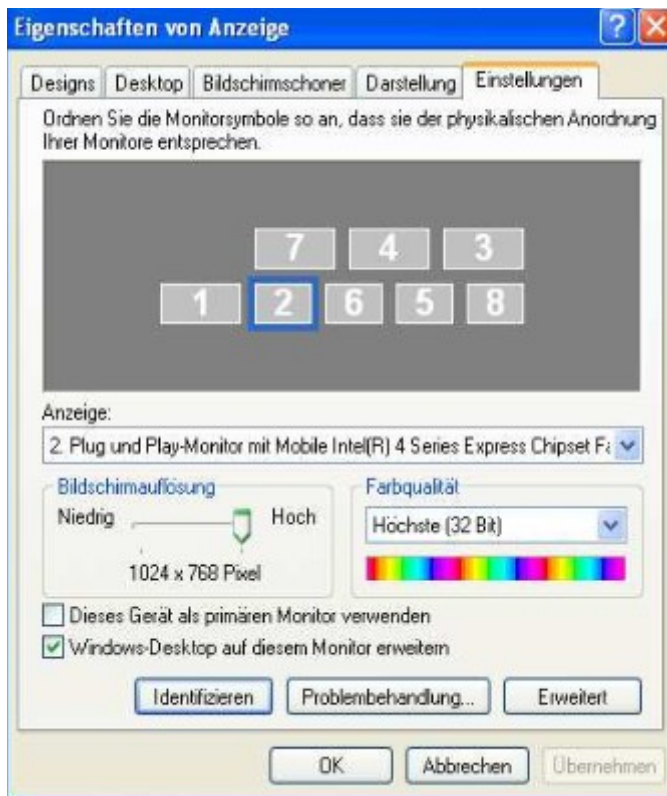 Eigenschaften von Anzeige
Designs Desktop Bildschirmschoner Darstellung Einstellungen
Ordnen Sie die Monitorsymbole so an, dass sie der physikalischen Anordnung
Ihrer Monitore entsprechen.
7 4 3
1 2 6 5 8
Anzeige:
2. Plug und Play-Monitor mit Mobile Intel(R) 4 Series Express Chipset Fa
Bildschirmauflösung
Niedrig Hoch
1024 x 768 Pixel
Farbqualität
Höchste (32 Bit)
Dieses Gerät als primären Monitor verwenden
Windows-Desktop auf diesem Monitor erweitern
Identifizieren Problembehandlung... Erweitert
OK Abbrechen Übernehmen